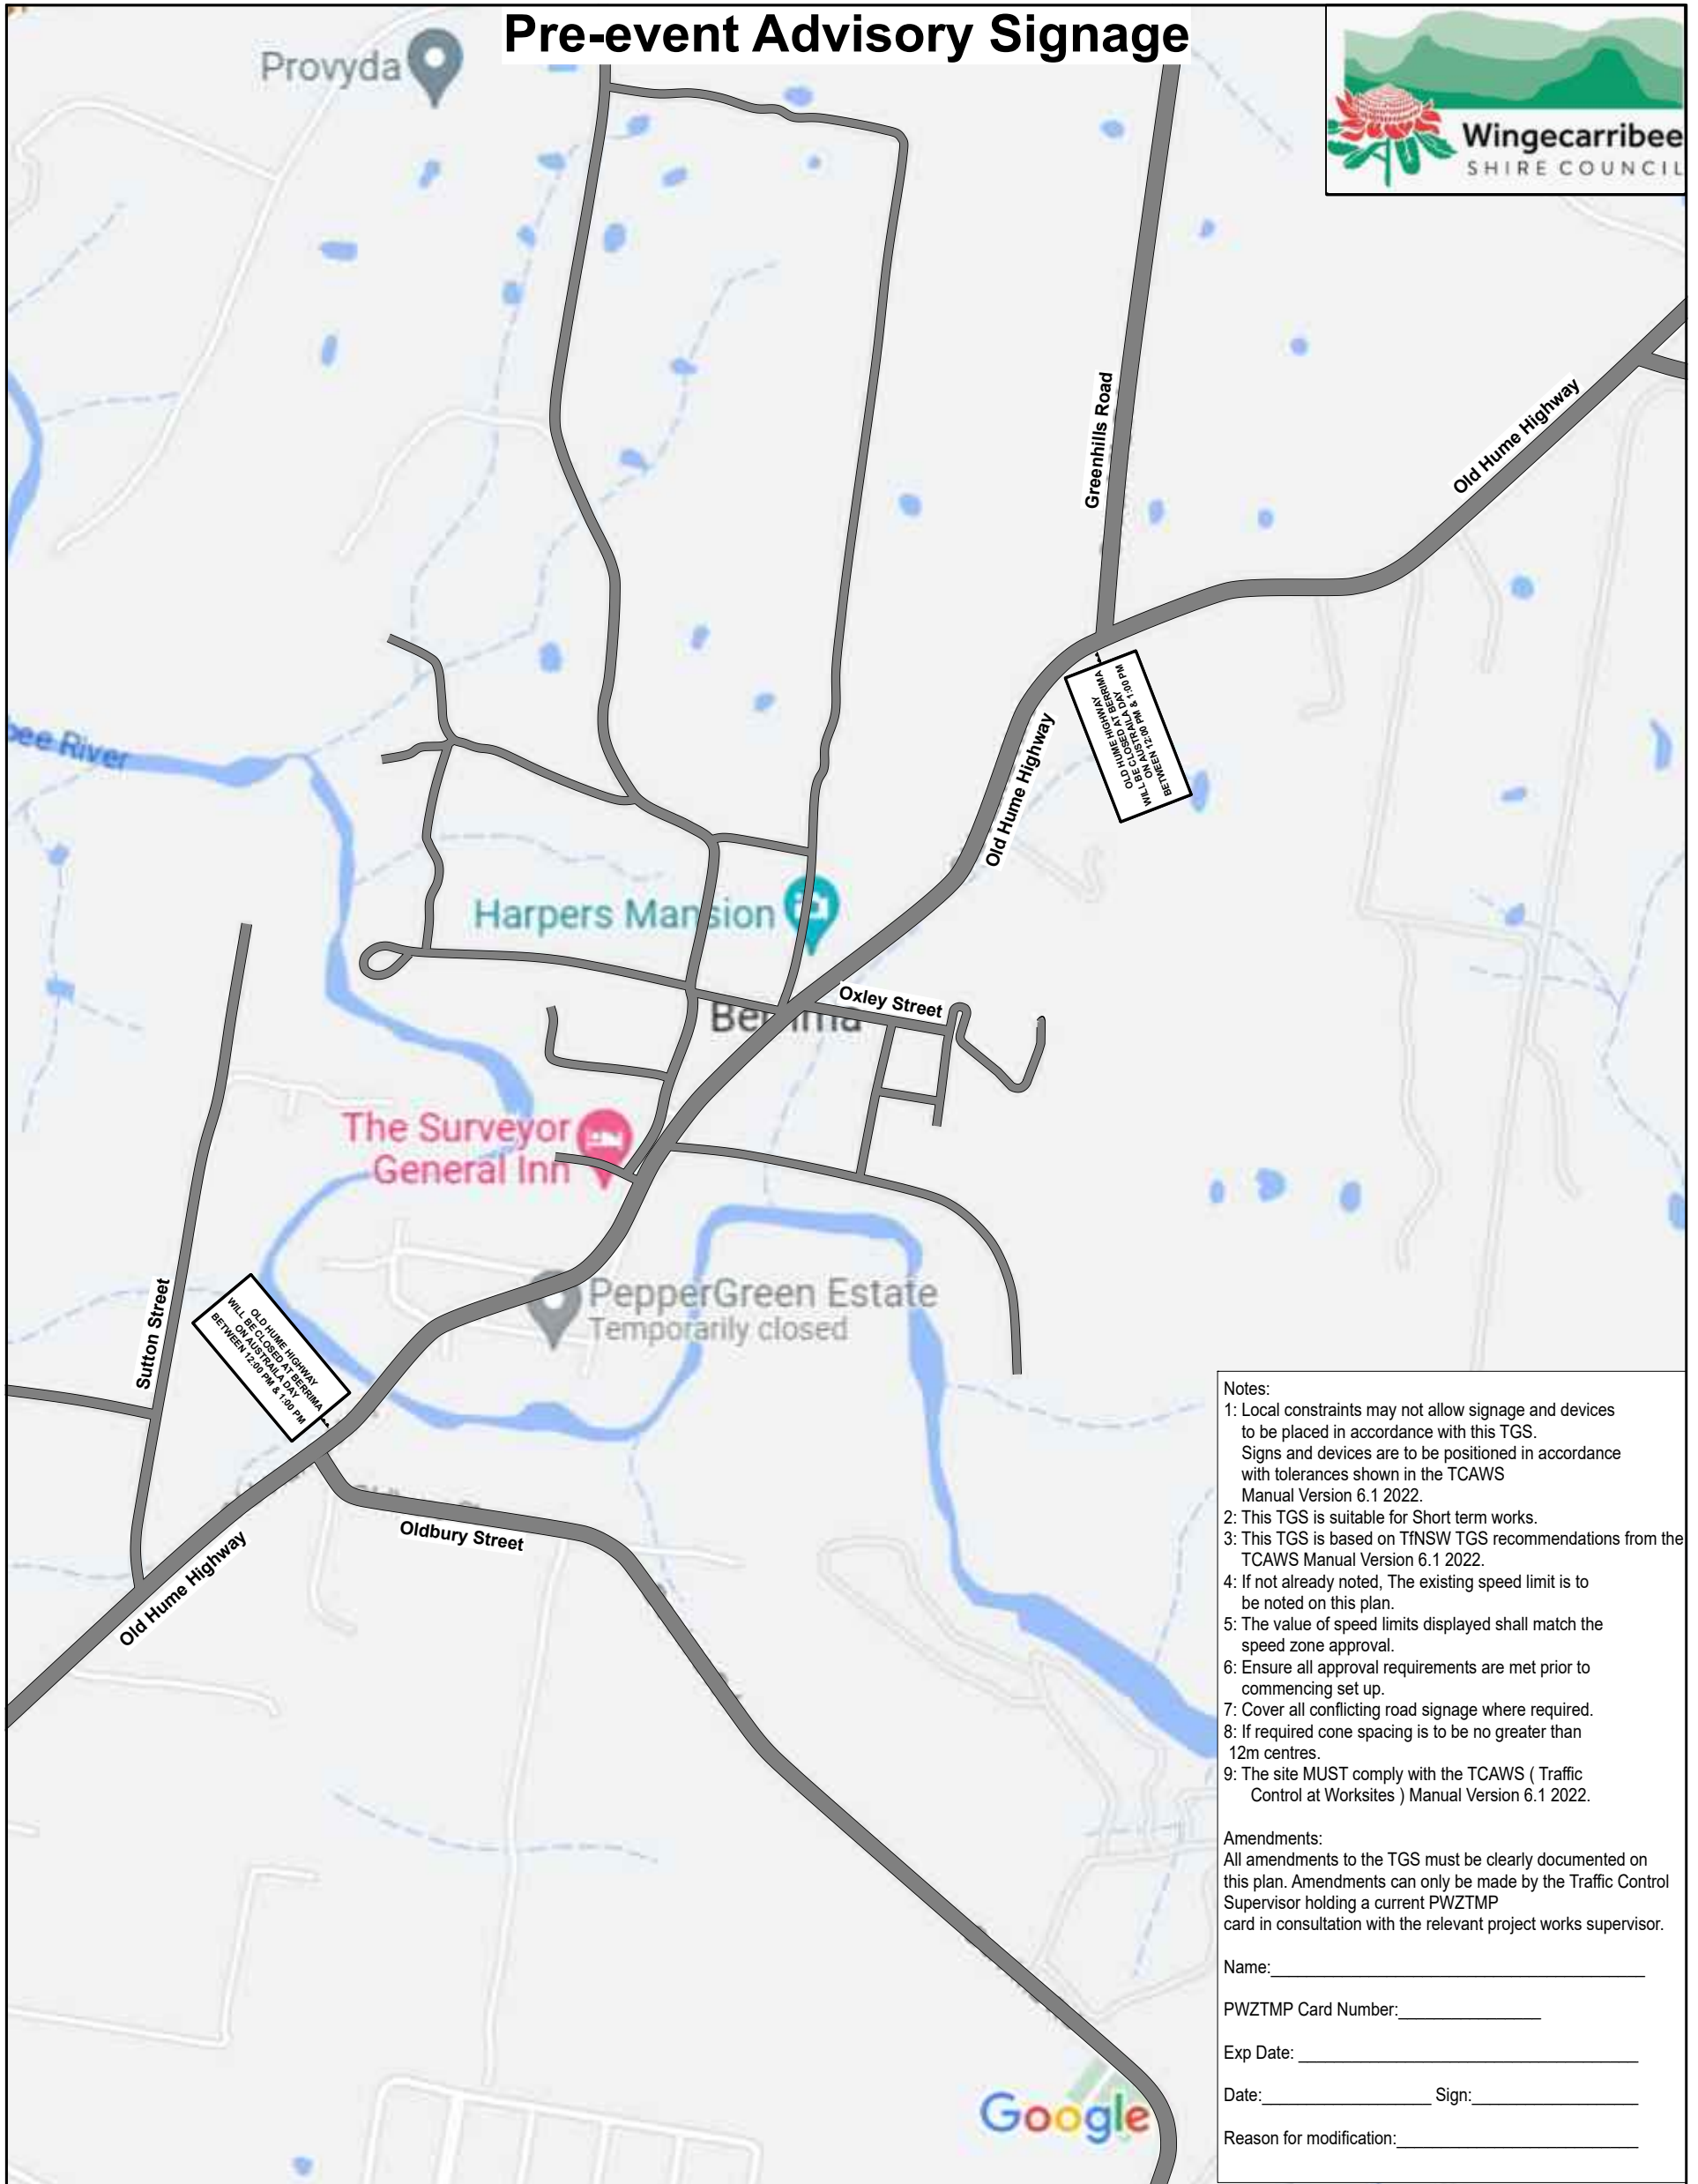 Pre-event Advisory Signage
Provyda
Wingecarribee
SHIRE COUNCIL
Greenhills Road
Old Hume Highway
OLD HUME HIGHWAY
WILL BE CLOSED AT BERRIMA
ON AUSTRAILA DAY
BETWEEN 12:00 PM & 1:00 PM
Old Hume Highway
bee River
Harpers Mansion
Oxley Street
Berrima
The Surveyor
General Inn
PepperGreen Estate
Temporarily closed
Sutton Street
OLD HUME HIGHWAY
WILL BE CLOSED AT BERRIMA
ON AUSTRAILA DAY
BETWEEN 12:00 PM & 1:00 PM
Oldbury Street
Old Hume Highway
Google
Notes:
1: Local constraints may not allow signage and devices
to be placed in accordance with this TGS.
Signs and devices are to be positioned in accordance
with tolerances shown in the TCAWS
Manual Version 6.1 2022.
2: This TGS is suitable for Short term works.
3: This TGS is based on TfNSW TGS recommendations from the
TCAWS Manual Version 6.1 2022.
4: If not already noted, The existing speed limit is to
be noted on this plan.
5: The value of speed limits displayed shall match the
speed zone approval.
6: Ensure all approval requirements are met prior to
commencing set up.
7: Cover all conflicting road signage where required.
8: If required cone spacing is to be no greater than
12m centres.
9: The site MUST comply with the TCAWS ( Traffic
Control at Worksites ) Manual Version 6.1 2022.
Amendments:
All amendments to the TGS must be clearly documented on
this plan. Amendments can only be made by the Traffic Control
Supervisor holding a current PWZTMP
card in consultation with the relevant project works supervisor.
Name:
PWZTMP Card Number:
Exp Date:
Date: Sign:
Reason for modification: